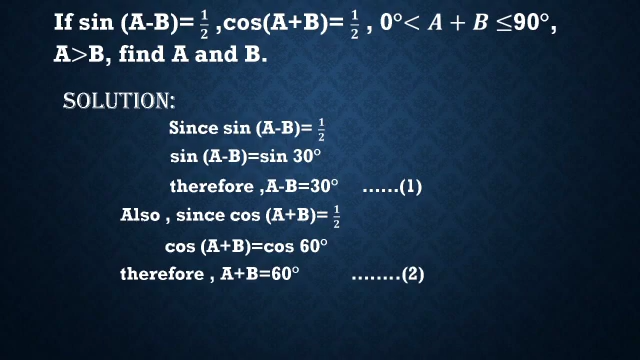 If sin (A-B)= 1/2 ,cos(A+B)= 1/2 , 0°< A + B ≤90°,
A>B, find A and B.
SOLUTION:
Since sin (A-B)= 1/2
sin (A-B)=sin 30°
therefore ,A-B=30° ......(1)
Also , since cos (A+B)= 1/2
cos (A+B)=cos 60°
therefore , A+B=60° ........(2)